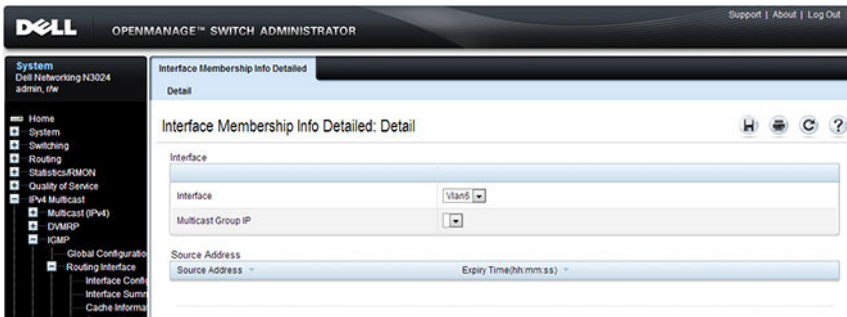 Support | About | Log Out
DELL OPENMANAGE™ SWITCH ADMINISTRATOR
System
Dell Networking N3024
admin, r/w
Interface Membership Info Detailed
Detail
Home
System
Switching
Routing
Statistics/RMON
Quality of Service
IPv4 Multicast
Multicast (IPv4)
DVMRP
IGMP
Global Configuratio
Routing Interface
Interface Config
Interface Summ
Cache Informa
Interface Membership Info Detailed: Detail
Interface
Interface Vlan6
Multicast Group IP
Source Address
Source Address Expiry Time(hh:mm:ss)